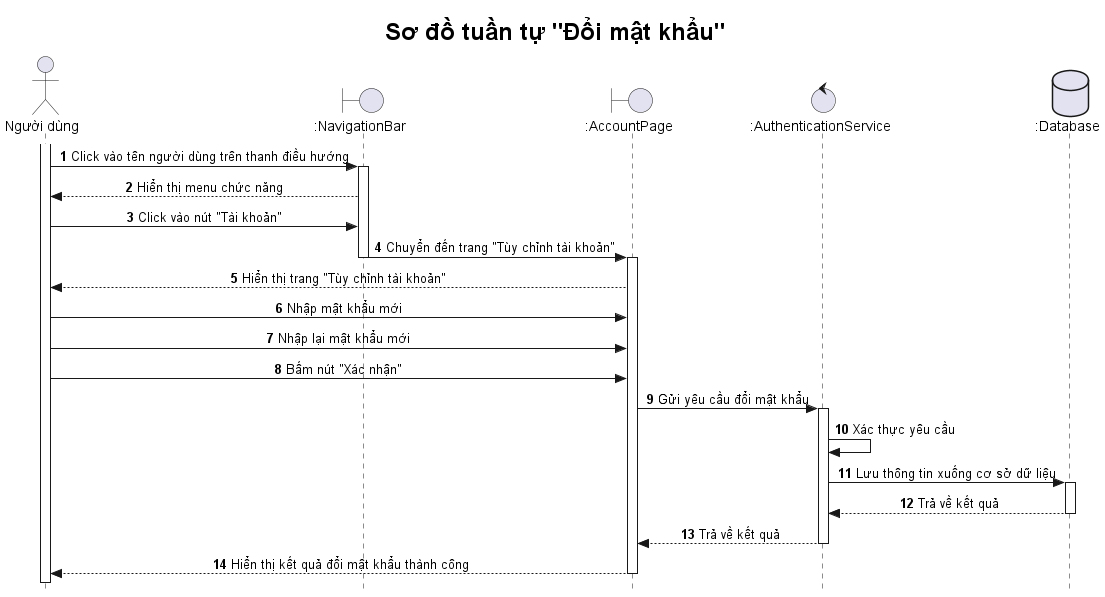 Sơ đồ tuần tự "Đổi mật khẩu"
Người dùng
:NavigationBar
:AccountPage
:AuthenticationService
:Database
1 Click vào tên người dùng trên thanh điều hướng
2 Hiển thị menu chức năng
3 Click vào nút "Tài khoản"
4 Chuyển đến trang "Tùy chỉnh tài khoản"
5 Hiển thị trang "Tùy chỉnh tài khoản"
6 Nhập mật khẩu mới
7 Nhập lại mật khẩu mới
8 Bấm nút "Xác nhận"
9 Gửi yêu cầu đổi mật khẩu
10 Xác thực yêu cầu
11 Lưu thông tin xuống cơ sở dữ liệu
12 Trả về kết quả
13 Trả về kết quả
14 Hiển thị kết quả đổi mật khẩu thành công